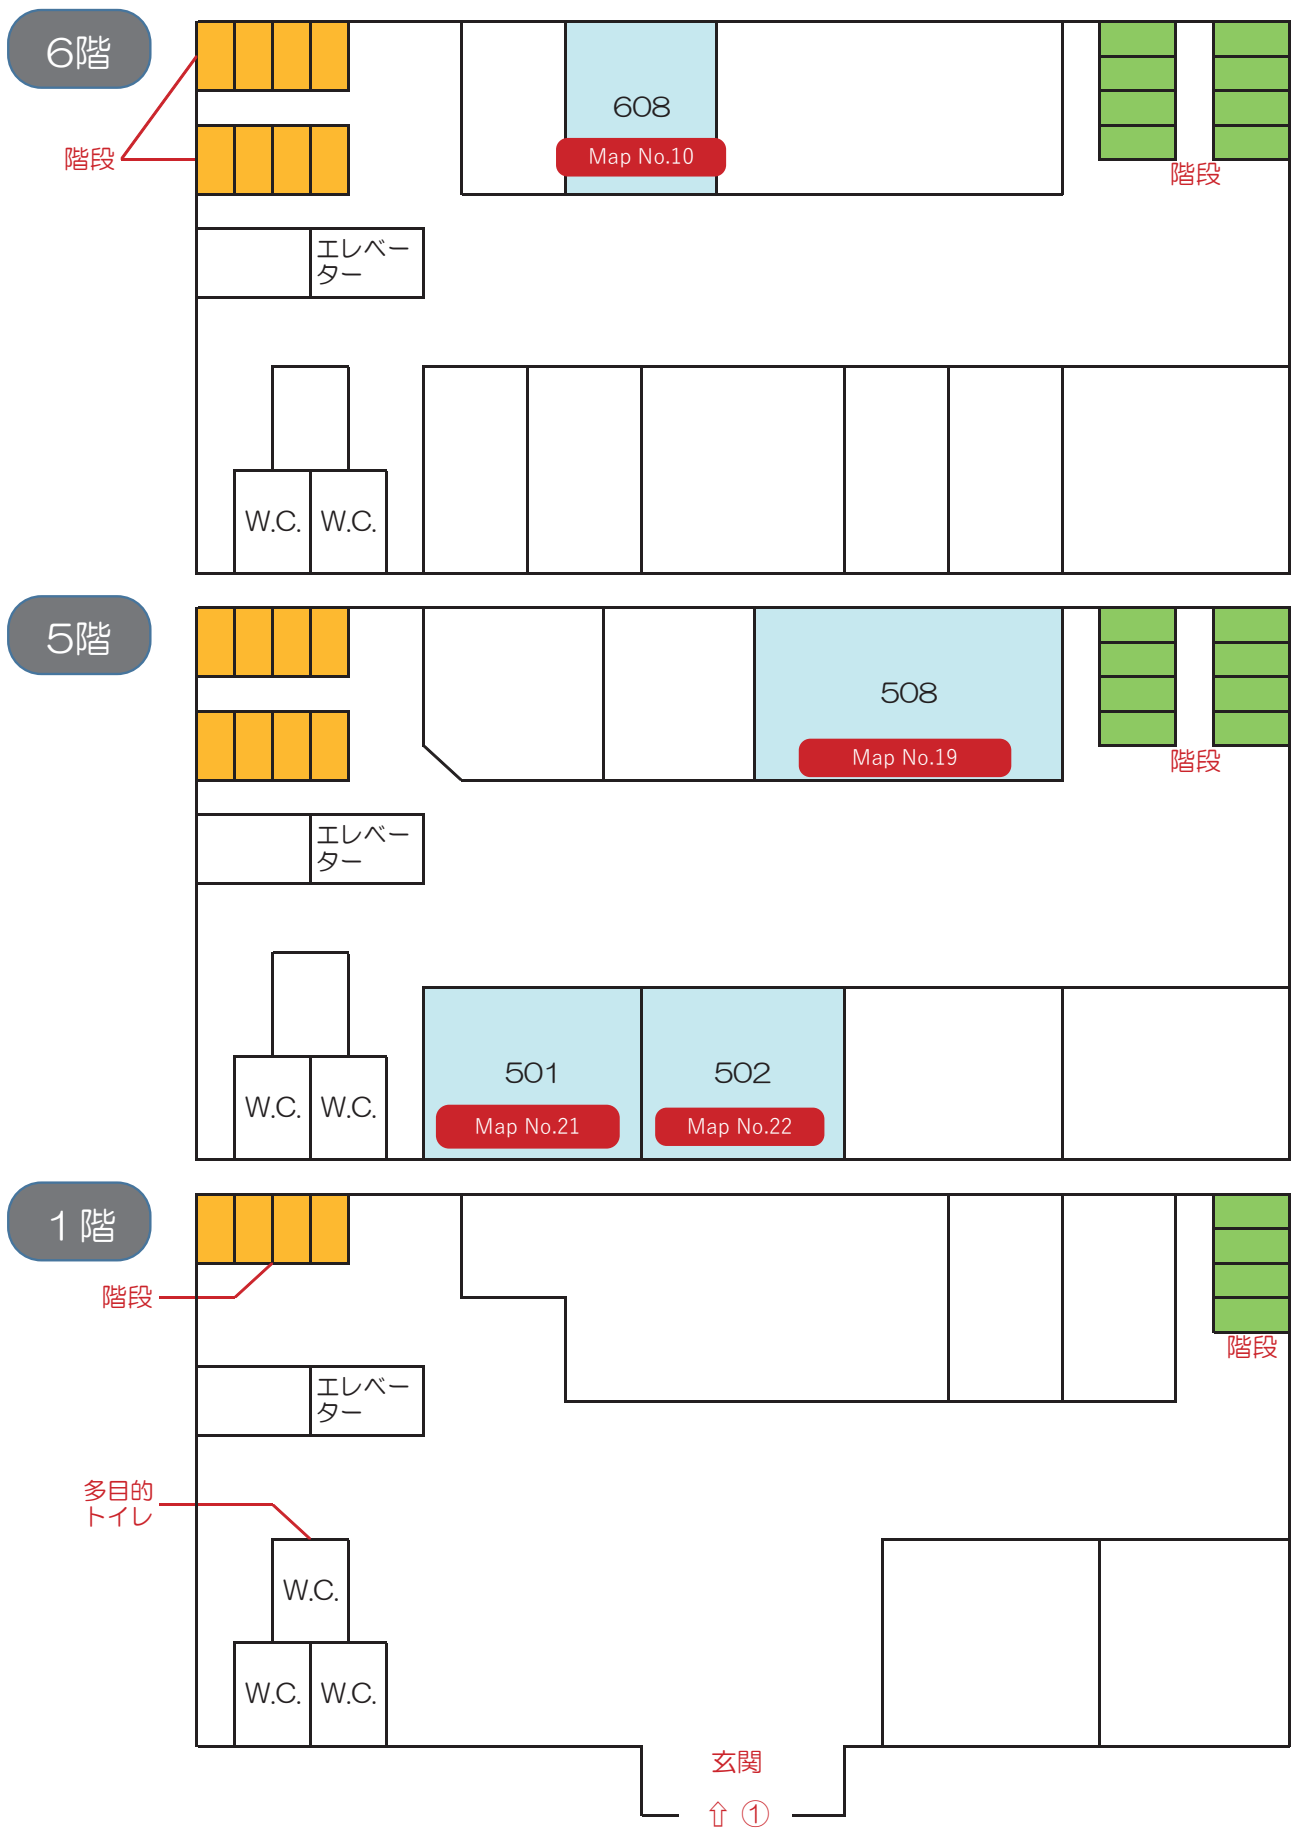 6階
608
Map No.10
階段
階段
エレベー
ター
W.C.
W.C.
5階
508
Map No.19
階段
エレベー
ター
501
502
Map No.21
Map No.22
W.C.
W.C.
1階
階段
階段
エレベー
ター
多目的
トイレ
W.C.
W.C.
W.C.
玄関
⇧ ①